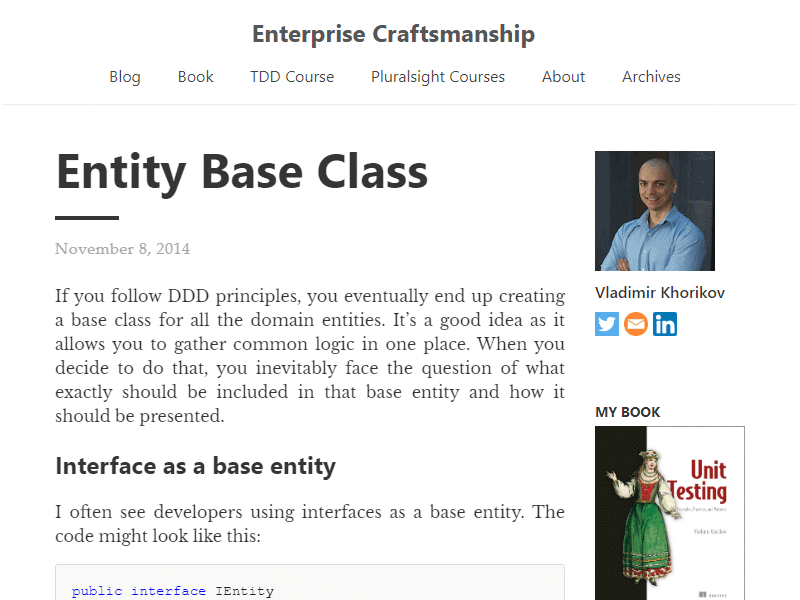 Enterprise Craftsmanship
Blog Book TDD Course Pluralsight Courses About Archives
Entity Base Class
November 8, 2014
If you follow DDD principles, you eventually end up creating
a base class for all the domain entities. It’s a good idea as it
allows you to gather common logic in one place. When you
decide to do that, you inevitably face the question of what
exactly should be included in that base entity and how it
should be presented.
Interface as a base entity
I often see developers using interfaces as a base entity. The
code might look like this:
public interface IEntity
Vladimir Khorikov
in
MY BOOK
Unit
Testing
Vladimir Khorikov